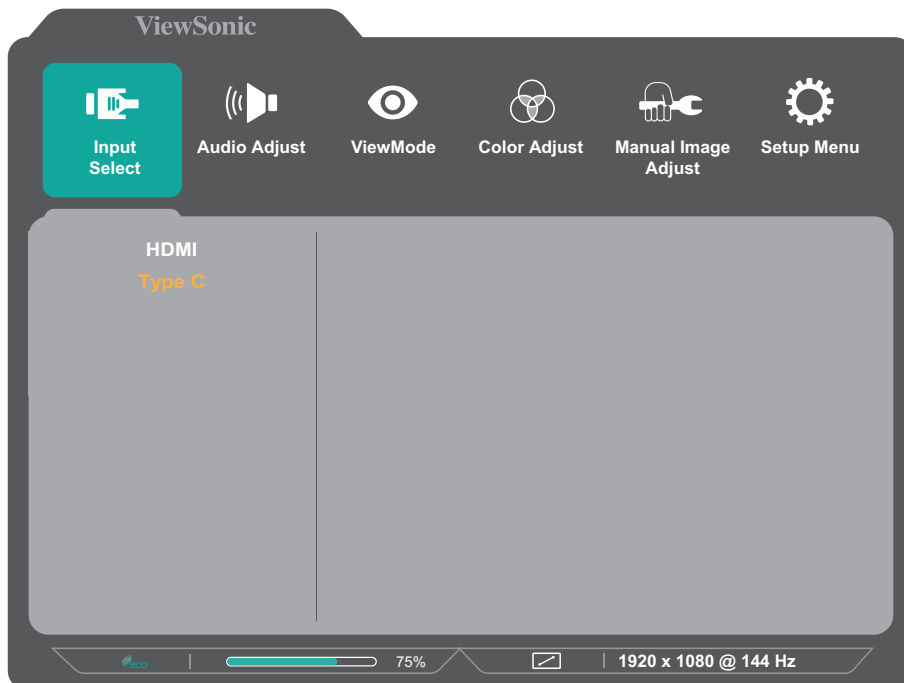 ViewSonic
Input
Select
Audio Adjust
ViewMode
Color Adjust
Manual Image
Adjust
Setup Menu
HDMI
Type C
eco
75%
1920 x 1080 @ 144 Hz